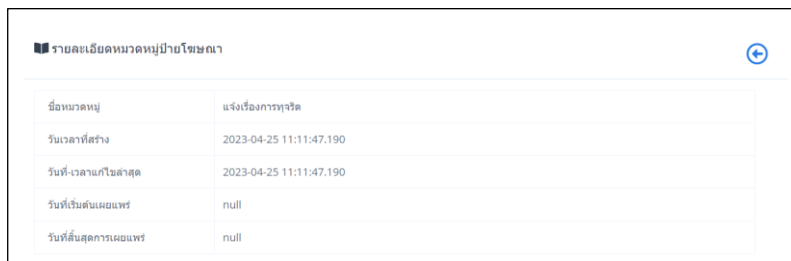 รายละเอียดหมวดหมู่ป้ายโฆษณา
ชื่อหมวดหมู่ แจ้งเรื่องการทุจริต
วันเวลาที่สร้าง 2023-04-25 11:11:47.190
วันที่-เวลาแก้ไขล่าสุด 2023-04-25 11:11:47.190
วันที่เริ่มต้นเผยแพร่ null
วันที่สิ้นสุดการเผยแพร่ null